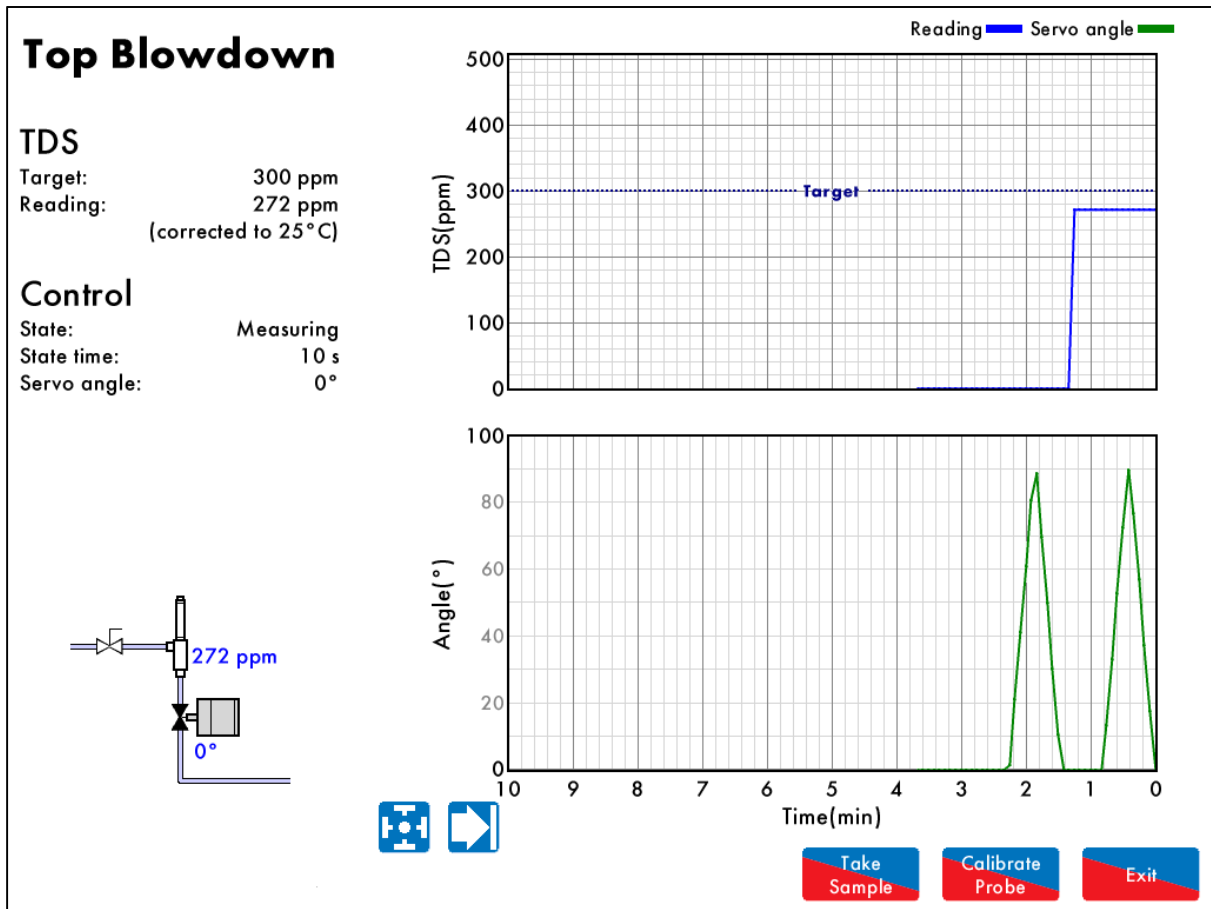 Top Blowdown
TDS
Target: 300 ppm
Reading: 272 ppm
(corrected to 25°C)
Control
State: Measuring
State time: 10 s
Servo angle: 0°
272 ppm
0°
Reading Servo angle
500
400
300
200
100
0
TDS(ppm)
Target
100
80
60
40
20
0
Angle(°)
10 9 8 7 6 5 4 3 2 1 0
Time(min)
Take
Sample
Calibrate
Probe
Exit